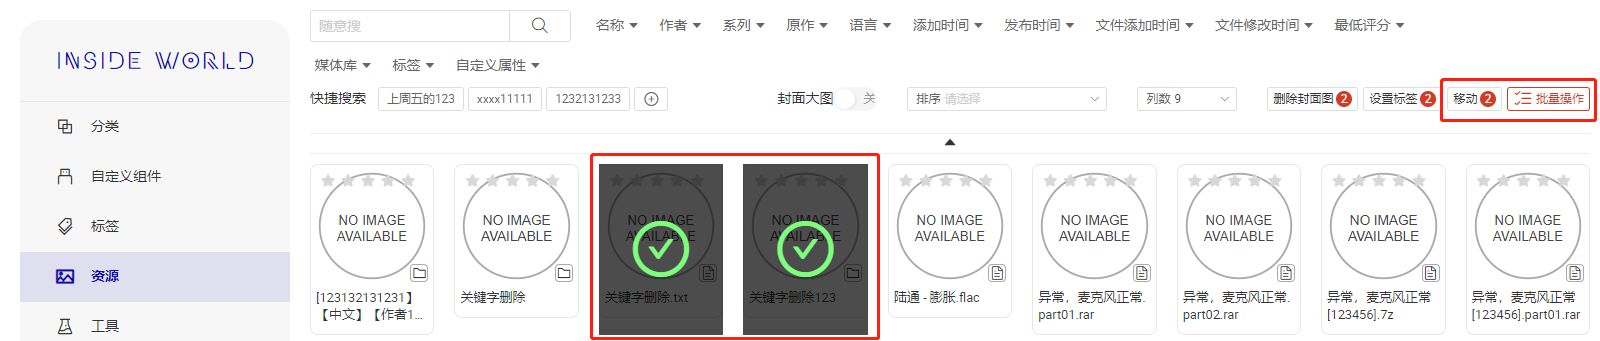 INSIDE WORLD
分类
自定义组件
标签
资源
工具
随意搜
名称 作者 系列 原作 语言 添加时间 发布时间 文件添加时间 文件修改时间 最低评分
媒体库 标签 自定义属性
快捷搜索 上周五的123 xxxx11111 1232131233 封面大图 关 排序 请选择 列数 9 删除封面图 2 设置标签 2 移动 2 批量操作
NO IMAGE
AVAILABLE
[123132131231]
【中文】【作者1...
NO IMAGE
AVAILABLE
关键字删除
NO IMAGE
AVAILABLE
关键字删除.txt
NO IMAGE
AVAILABLE
关键字删除123
NO IMAGE
AVAILABLE
陆通 - 膨胀.flac
NO IMAGE
AVAILABLE
异常，麦克风正常.
part01.rar
NO IMAGE
AVAILABLE
异常，麦克风正常.
part02.rar
NO IMAGE
AVAILABLE
异常，麦克风正常
[123456].7z
NO IMAGE
AVAILABLE
异常，麦克风正常
[123456].part01.rar